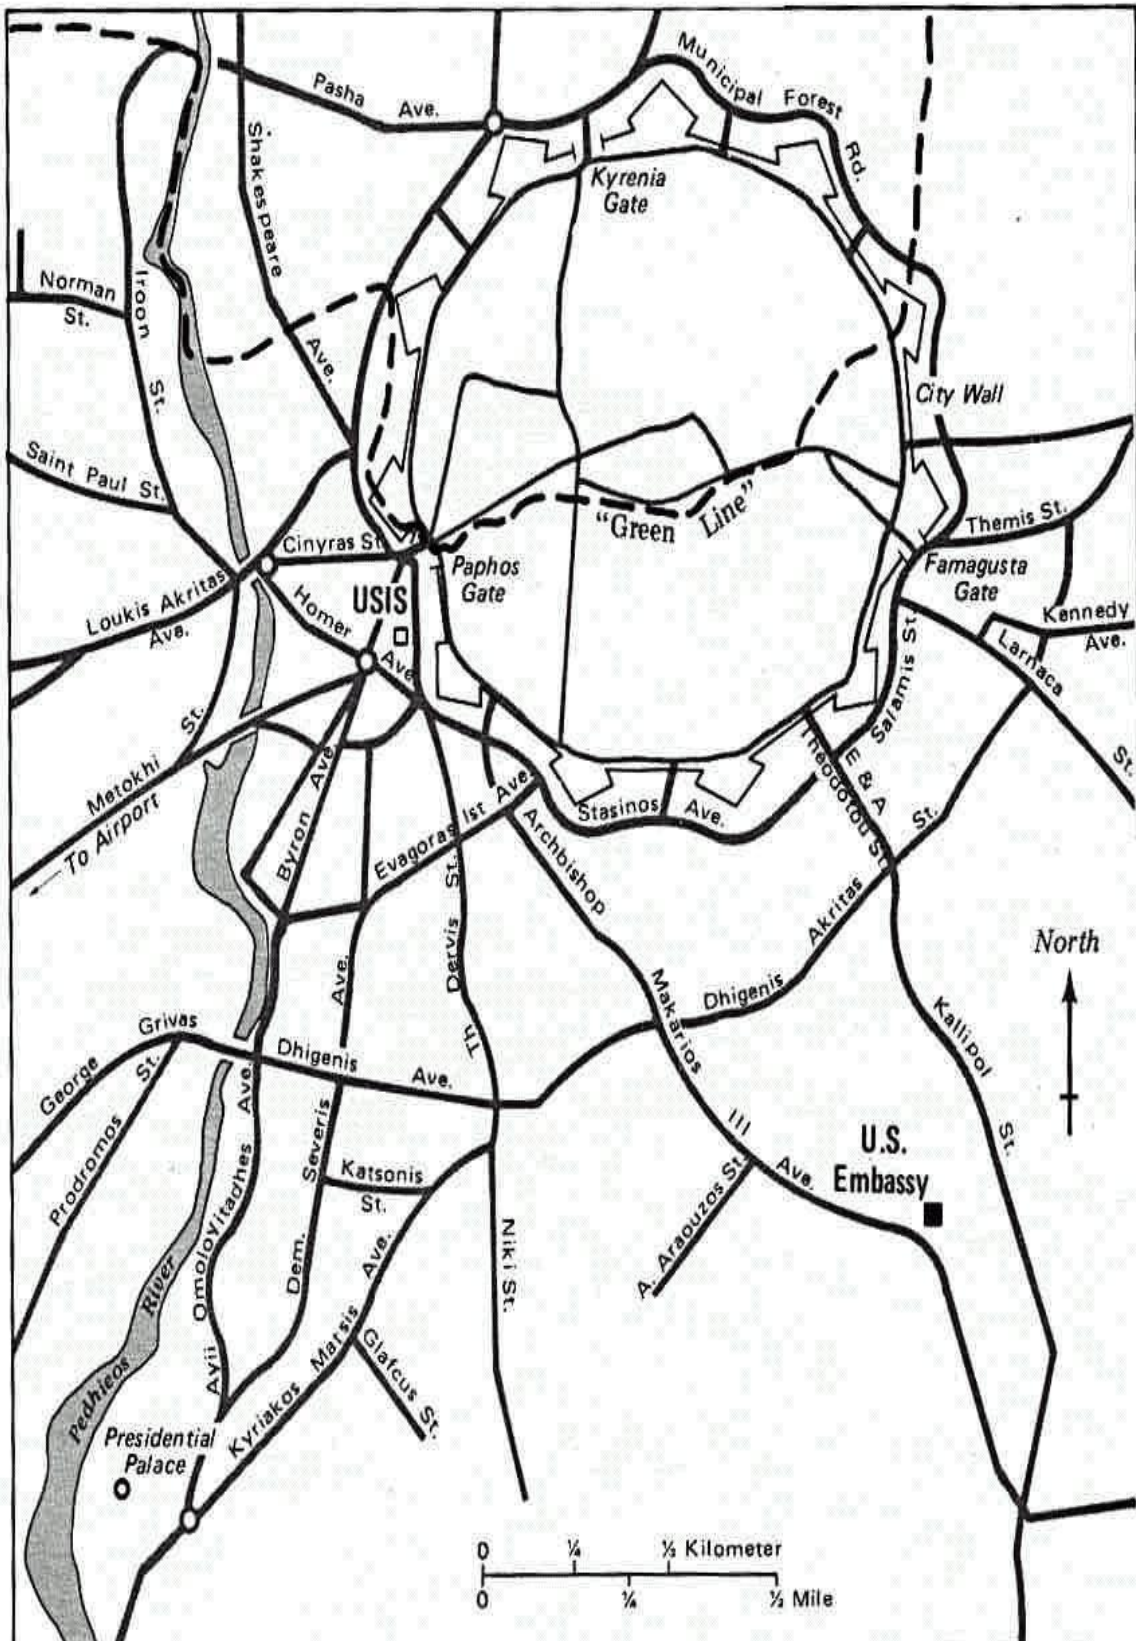 Municipal Forest Rd.
Pasha Ave.
Shakespeare Ave.
Kyrenia
Gate
Norman
St.
Iroon St.
City Wall
Saint Paul St.
"Green Line"
Themis St.
Cinyras St.
Paphos
Gate
Famagusta
Gate
USIS
Loukis Akritas
Ave.
Homer Ave.
Kennedy
Ave.
Larnaca St.
Salamis St.
Metokhi St.
To Airport
Byron Ave.
E & A
Theodotou St.
Stasinos Ave.
Evagoras Ist Ave.
Archbishop Makarios III Ave.
Th Dervis St.
Dhigenis Akritas St.
North
Kallipol St.
George Grivas Dhigenis Ave.
Prodromos St.
Dem. Severis Ave.
Katsonis
St.
U.S.
Embassy
A. Araouzos St.
Niki St.
Ayii Omoloyitadhes Ave.
Pedhieos River
Kyriakos Matsis Ave.
Glafcus St.
Presidential
Palace
0 ¼ ½ Kilometer
0 ¼ ½ Mile